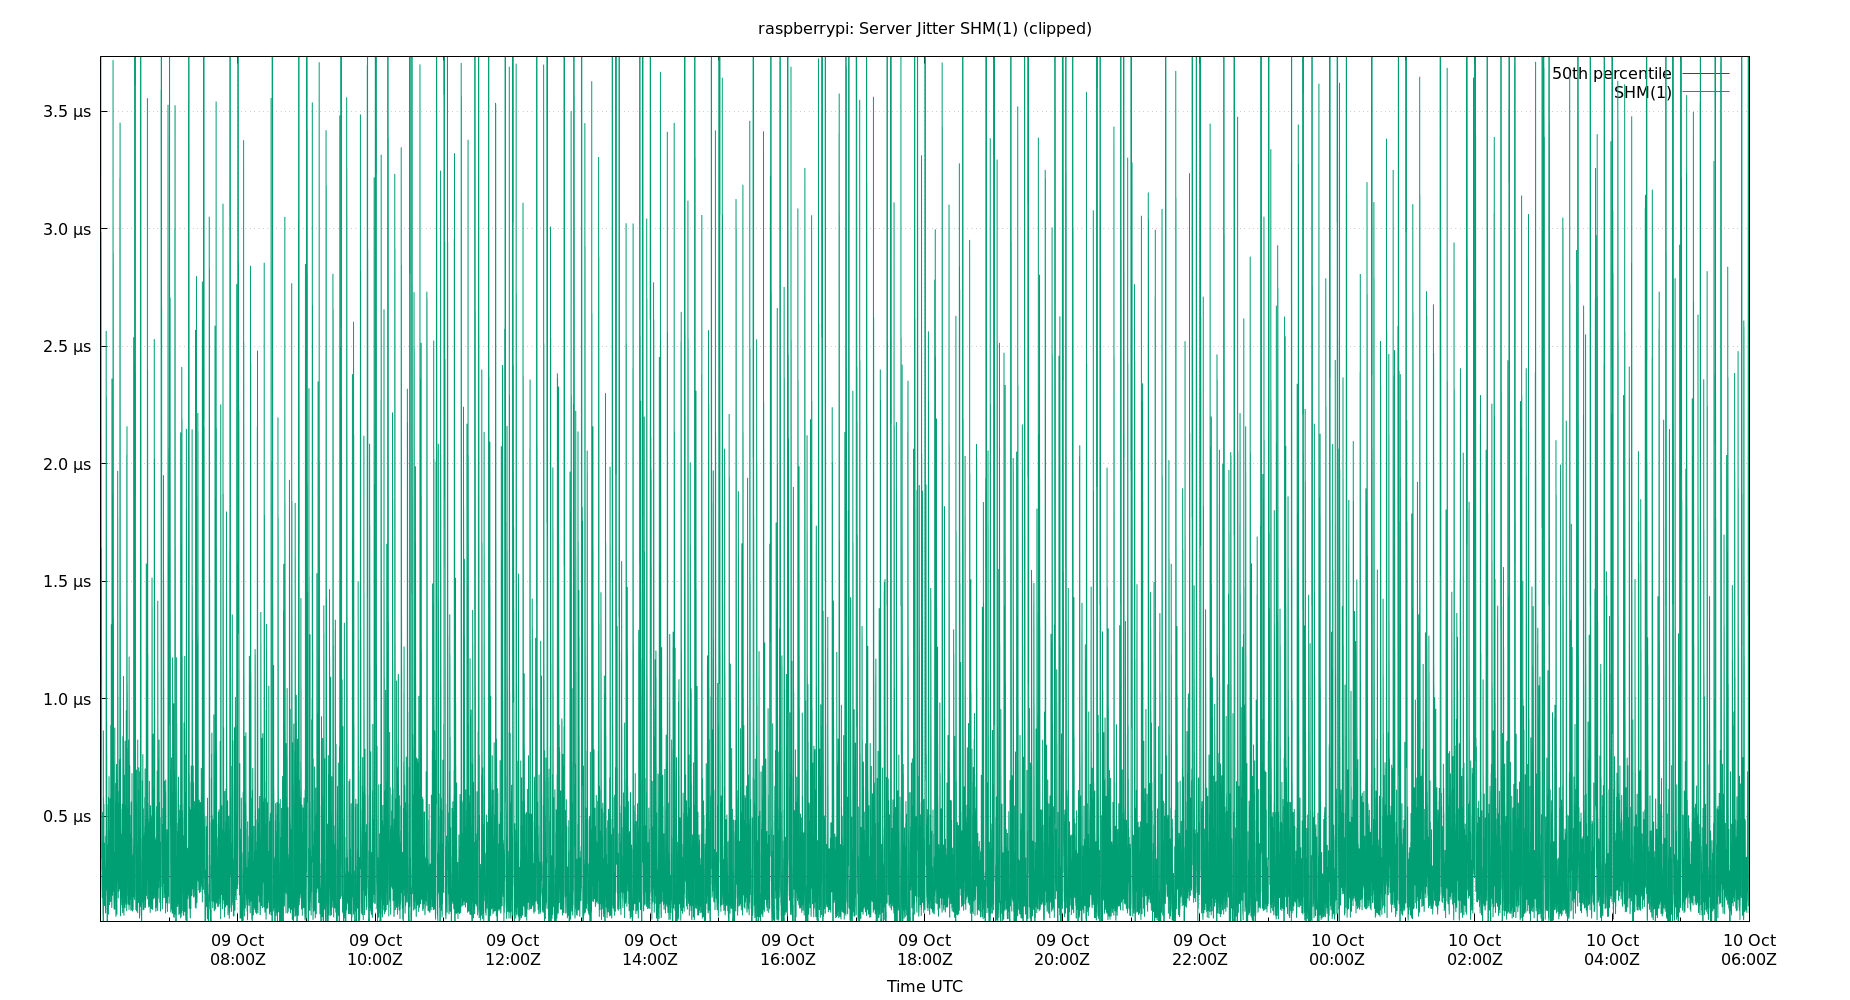 raspberrypi: Server Jitter SHM(1) (clipped)
50th percentile
SHM(1)
3.5 µs
3.0 µs
2.5 µs
2.0 µs
1.5 µs
1.0 µs
0.5 µs
09 Oct 09 Oct 09 Oct 09 Oct 09 Oct 09 Oct 09 Oct 09 Oct 10 Oct 10 Oct 10 Oct 10 Oct
08:00Z 10:00Z 12:00Z 14:00Z 16:00Z 18:00Z 20:00Z 22:00Z 00:00Z 02:00Z 04:00Z 06:00Z
Time UTC